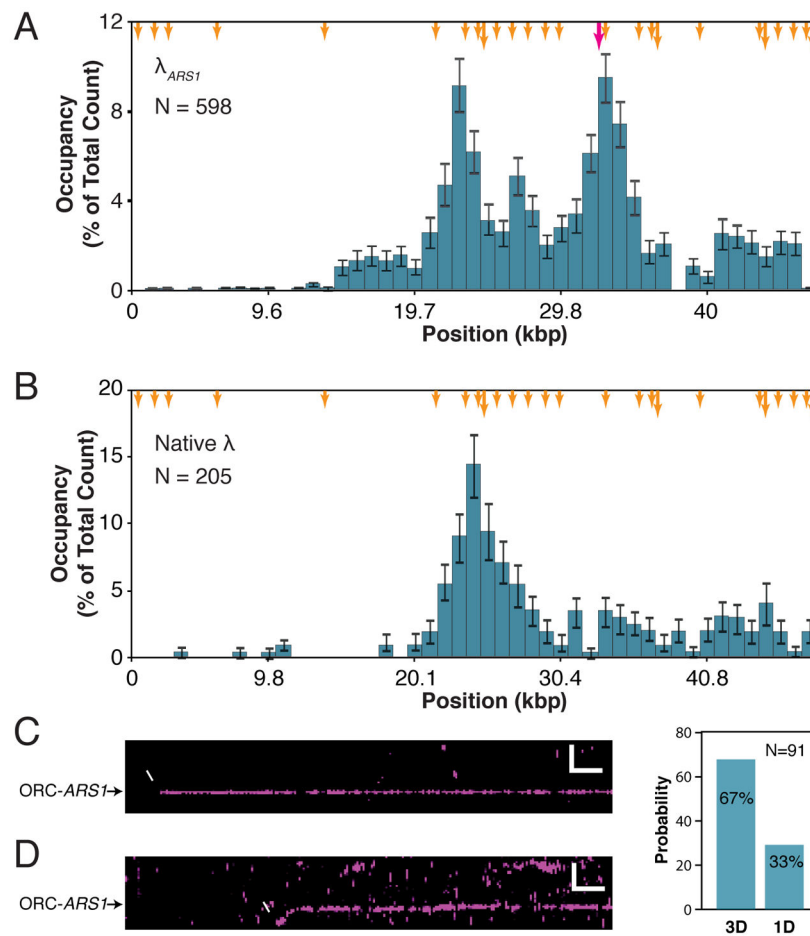 A
12
8
4
0
Occupancy
(% of Total Count)
λARS1
N = 598
0
9.6
19.7
29.8
40
Position (kbp)
B
20
15
10
5
0
Occupancy
(% of Total Count)
Native λ
N = 205
0
9.8
20.1
30.4
40.8
Position (kbp)
C
ORC-ARS1
D
ORC-ARS1
80
60
40
20
0
Probability
N=91
67%
33%
3D
1D